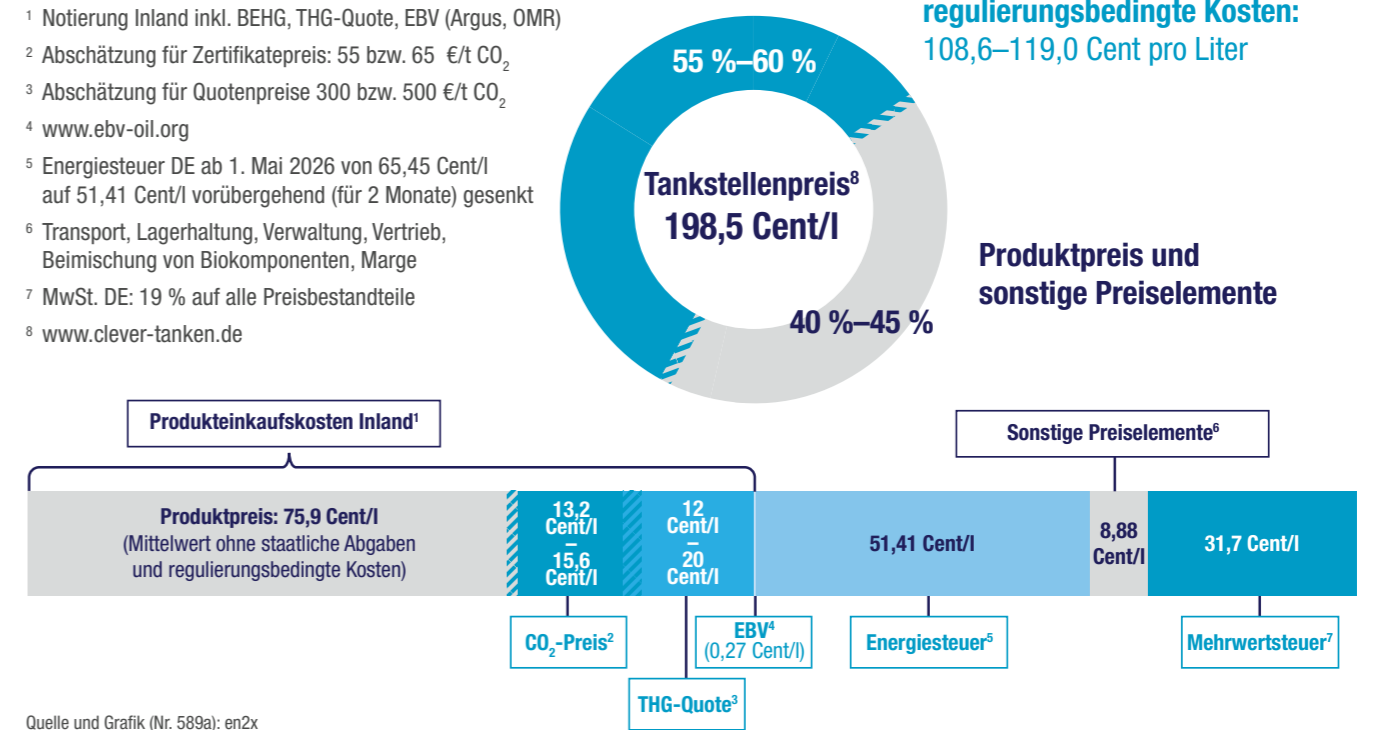 ¹ Notierung Inland inkl. BEHG, THG-Quote, EBV (Argus, OMR)
² Abschätzung für Zertifikatepreis: 55 bzw. 65 €/t CO₂
³ Abschätzung für Quotenpreise 300 bzw. 500 €/t CO₂
⁴ www.ebv-oil.org
⁵ Energiesteuer DE ab 1. Mai 2026 von 65,45 Cent/l
auf 51,41 Cent/l vorübergehend (für 2 Monate) gesenkt
⁶ Transport, Lagerhaltung, Verwaltung, Vertrieb,
Beimischung von Biokomponenten, Marge
⁷ MwSt. DE: 19 % auf alle Preisbestandteile
⁸ www.clever-tanken.de
regulierungsbedingte Kosten:
108,6–119,0 Cent pro Liter
55 %–60 %
Tankstellenpreis⁸
198,5 Cent/l
Produktpreis und
sonstige Preiselemente
40 %–45 %
Produkteinkaufskosten Inland¹
Sonstige Preiselemente⁶
Produktpreis: 75,9 Cent/l
(Mittelwert ohne staatliche Abgaben
und regulierungsbedingte Kosten)
13,2
Cent/l
–
15,6
Cent/l
12
Cent/l
–
20
Cent/l
51,41 Cent/l
8,88
Cent/l
31,7 Cent/l
CO₂-Preis²
EBV⁴
(0,27 Cent/l)
Energiesteuer⁵
Mehrwertsteuer⁷
THG-Quote³
Quelle und Grafik (Nr. 589a): en2x